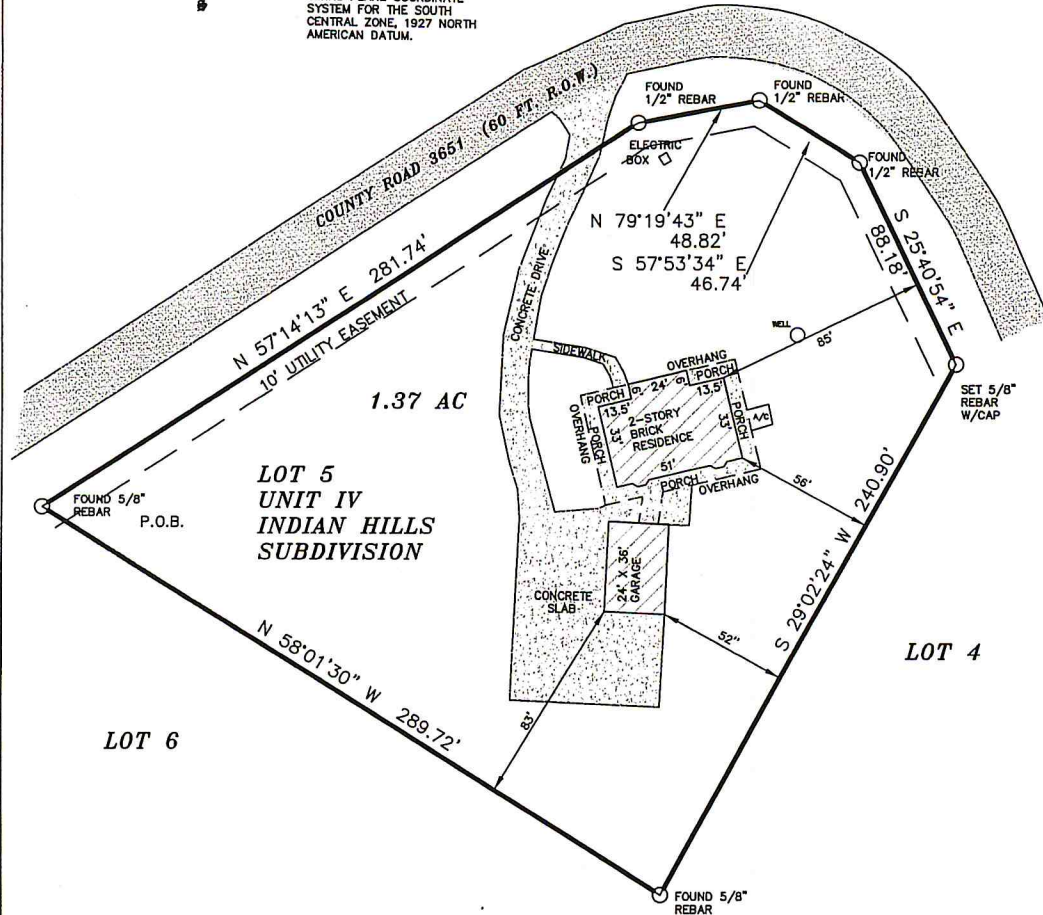 SYSTEM FOR THE SOUTH
CENTRAL ZONE, 1927 NORTH
AMERICAN DATUM.
COUNTY ROAD 3651 (60 FT. R.O.W.)
FOUND
1/2" REBAR
FOUND
1/2" REBAR
FOUND
1/2" REBAR
ELECTRIC
BOX
N 79°19'43" E
48.82'
S 57°53'34" E
46.74'
S 25°40'54" E
88.18'
N 57°14'13" E 281.74'
10' UTILITY EASEMENT
CONCRETE DRIVE
WELL
85'
SIDEWALK
OVERHANG
PORCH
24'
6'
6'
13.5'
PORCH
13.5'
OVERHANG
PORCH
33'
2-STORY
BRICK
RESIDENCE
33'
PORCH
A/C
51'
PORCH
OVERHANG
SET 5/8"
REBAR
W/CAP
1.37 AC
56'
S 29°02'24" W 240.90'
LOT 5
UNIT IV
INDIAN HILLS
SUBDIVISION
FOUND 5/8"
REBAR
P.O.B.
24' X 36'
GARAGE
CONCRETE
SLAB
52"
LOT 4
N 58°01'30" W 289.72'
83'
LOT 6
FOUND 5/8"
REBAR